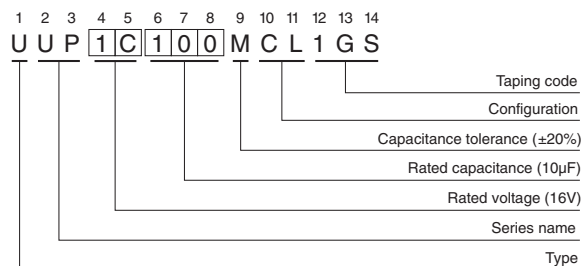 1 2 3 4 5 6 7 8 9 10 11 12 13 14
U U P 1 C 1 0 0 M C L 1 G S
Taping code
Configuration
Capacitance tolerance (±20%)
Rated capacitance (10µF)
Rated voltage (16V)
Series name
Type